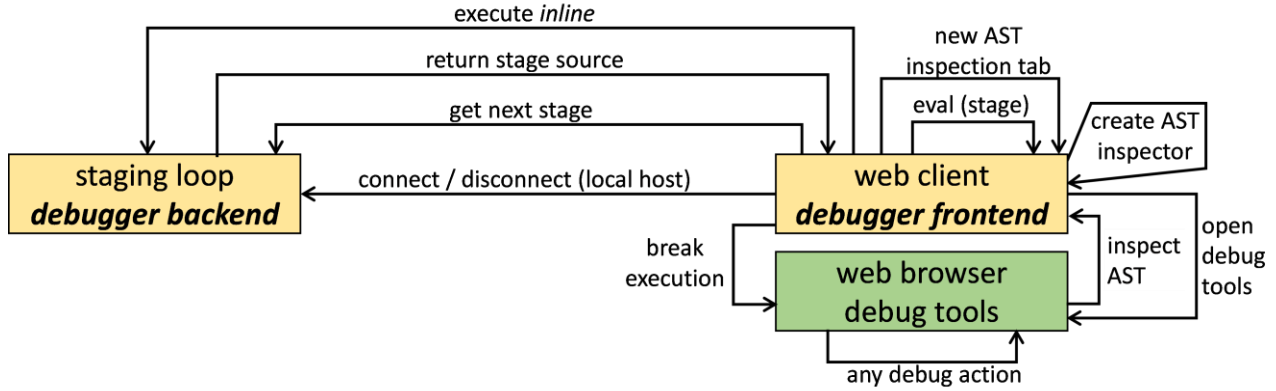 execute inline
new AST
inspection tab
return stage source
eval (stage)
get next stage
create AST
inspector
staging loop
debugger backend
connect / disconnect (local host)
web client
debugger frontend
break
execution
inspect
AST
open
debug
tools
web browser
debug tools
any debug action